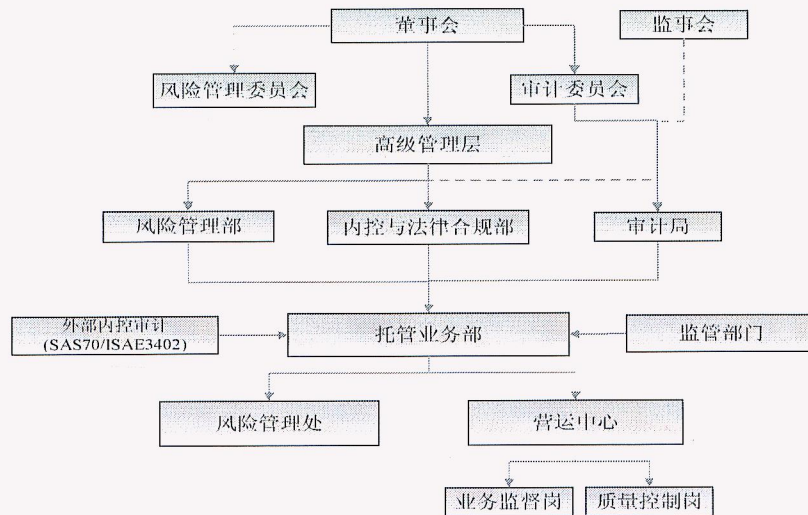 董事会
监事会
风险管理委员会
审计委员会
高级管理层
风险管理部
内控与法律合规部
审计局
外部内控审计
(SAS70/ISAE3402)
托管业务部
监管部门
风险管理处
营运中心
业务监督岗
质量控制岗